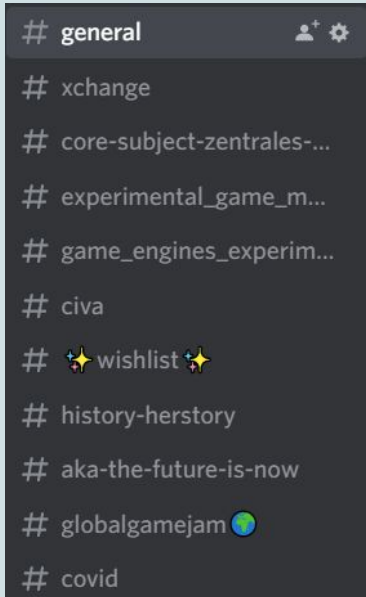 # general
# xchange
# core-subject-zentrales-...
# experimental_game_m...
# game_engines_experim...
# civa
# ✨wishlist✨
# history-herstory
# aka-the-future-is-now
# globalgamejam🌍
# covid